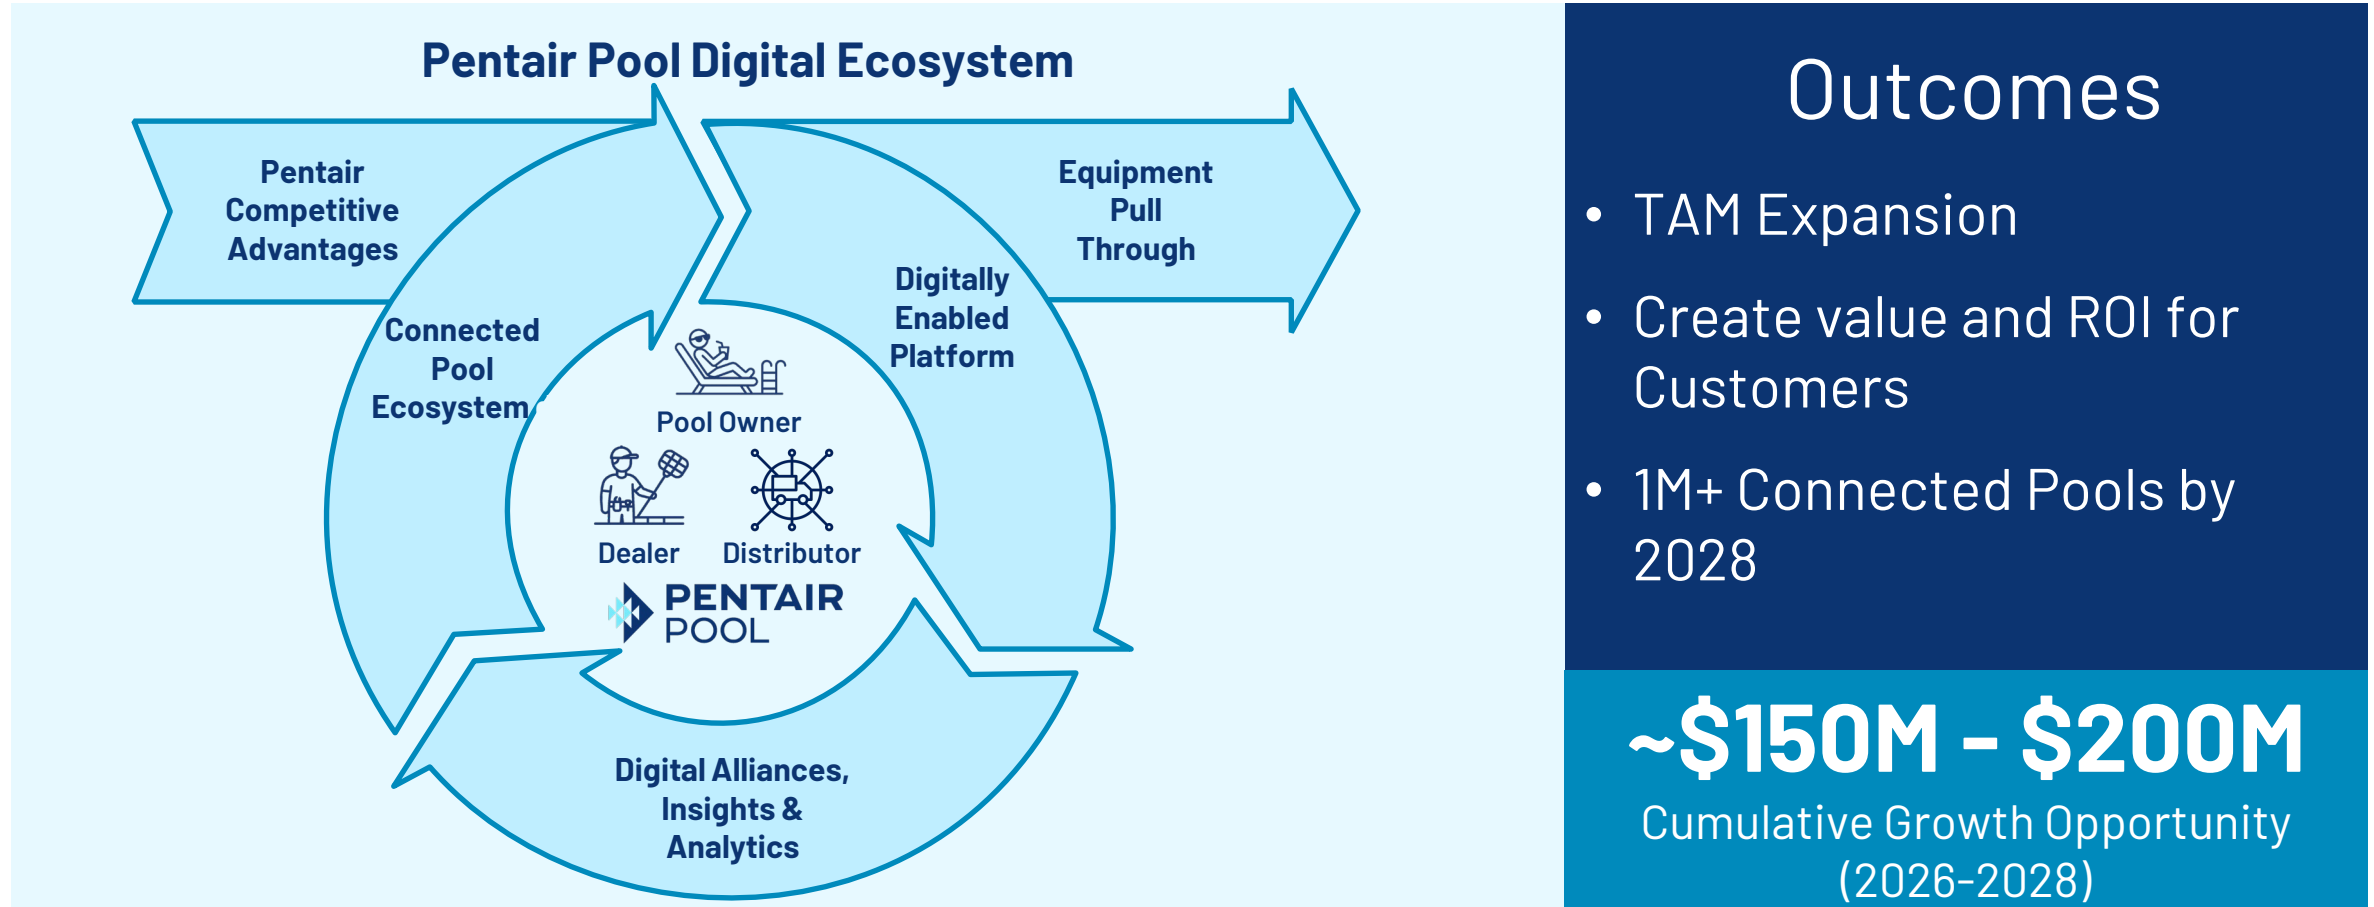 Pentair Pool Digital Ecosystem
Pentair
Competitive
Advantages
Connected
Pool
Ecosystem
Digitally
Enabled
Platform
Equipment
Pull
Through
Pool Owner
Dealer
Distributor
PENTAIR
POOL
Digital Alliances,
Insights &
Analytics
Outcomes
• TAM Expansion
• Create value and ROI for
Customers
• 1M+ Connected Pools by
2028
~$150M - $200M
Cumulative Growth Opportunity
(2026-2028)